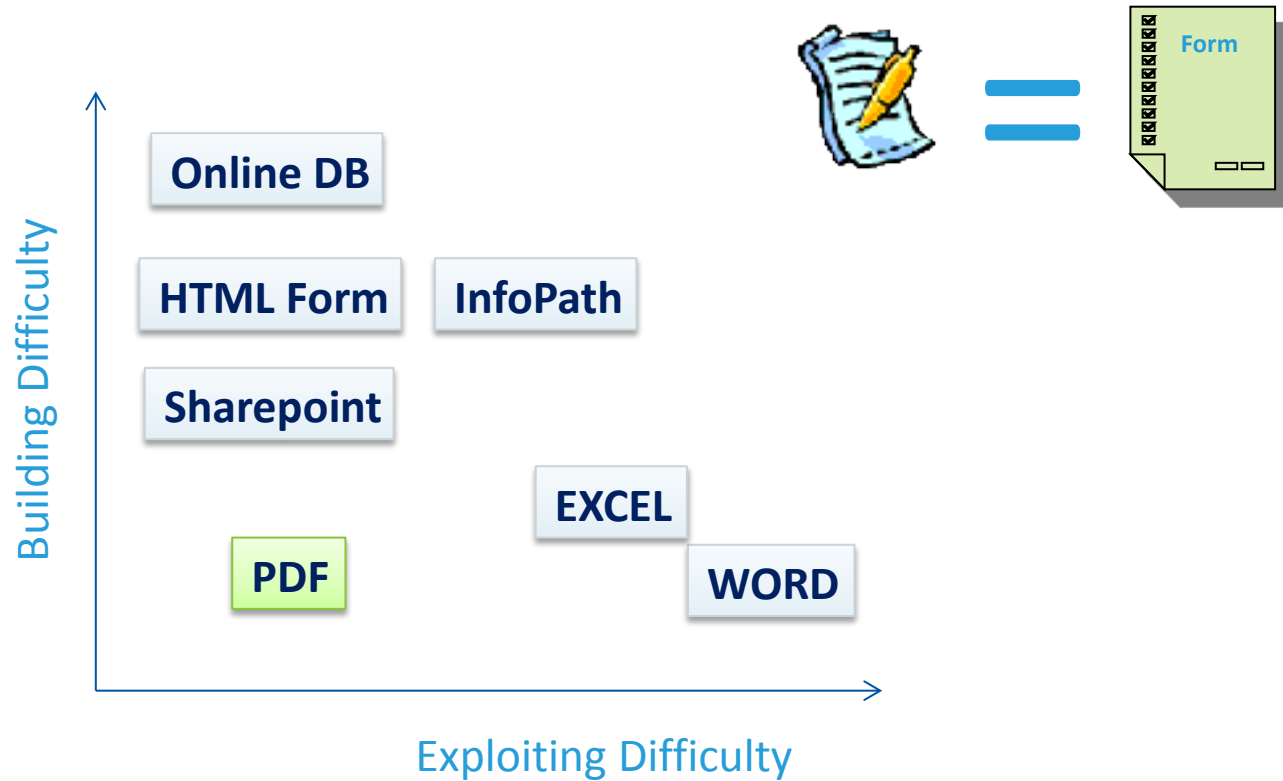 Form
Online DB
HTML Form
InfoPath
Sharepoint
EXCEL
PDF
WORD
Building Difficulty
Exploiting Difficulty